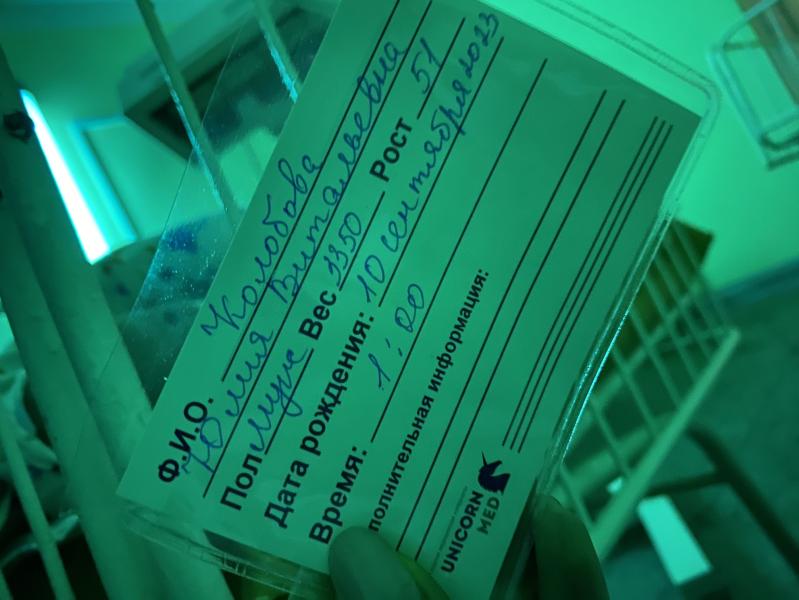 Ф.И.О. Колобова
Юлия Витальевна
Пол муж Вес 3350 Рост 51
Дата рождения: 10 сентября 2023
Время: 1:00
полнительная информация:
UNICORN
MED